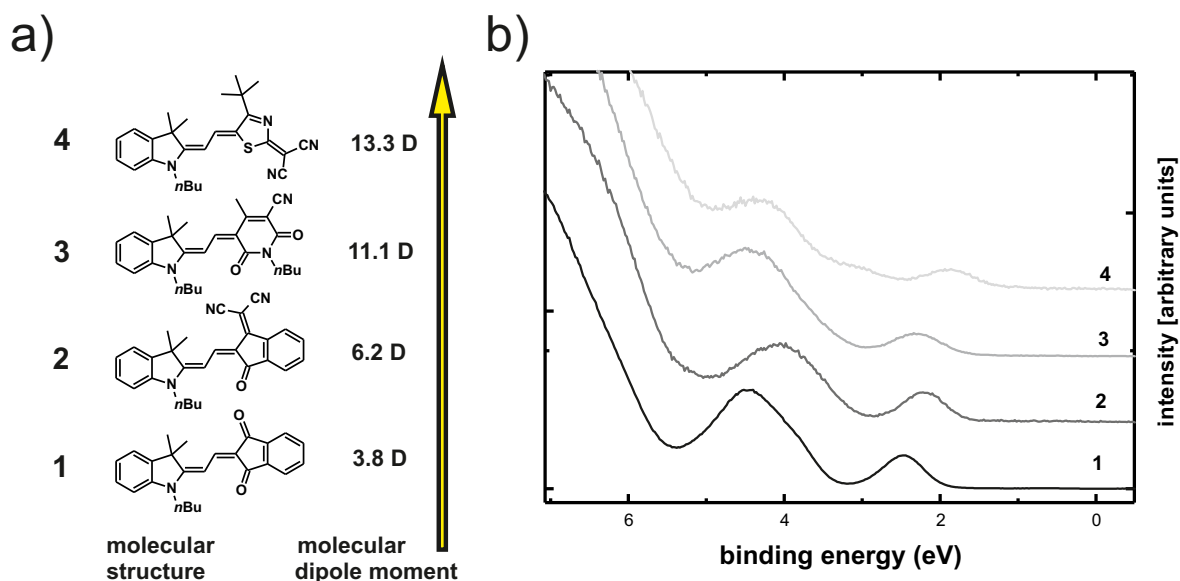 a)
4
N
S
N
CN
NC
nBu
13.3 D
3
CN
O
N
O
nBu
N
nBu
11.1 D
2
NC
CN
O
N
nBu
6.2 D
1
O
O
N
nBu
3.8 D
molecular
structure
molecular
dipole moment
b)
4
3
2
1
6
4
2
0
binding energy (eV)
intensity [arbitrary units]